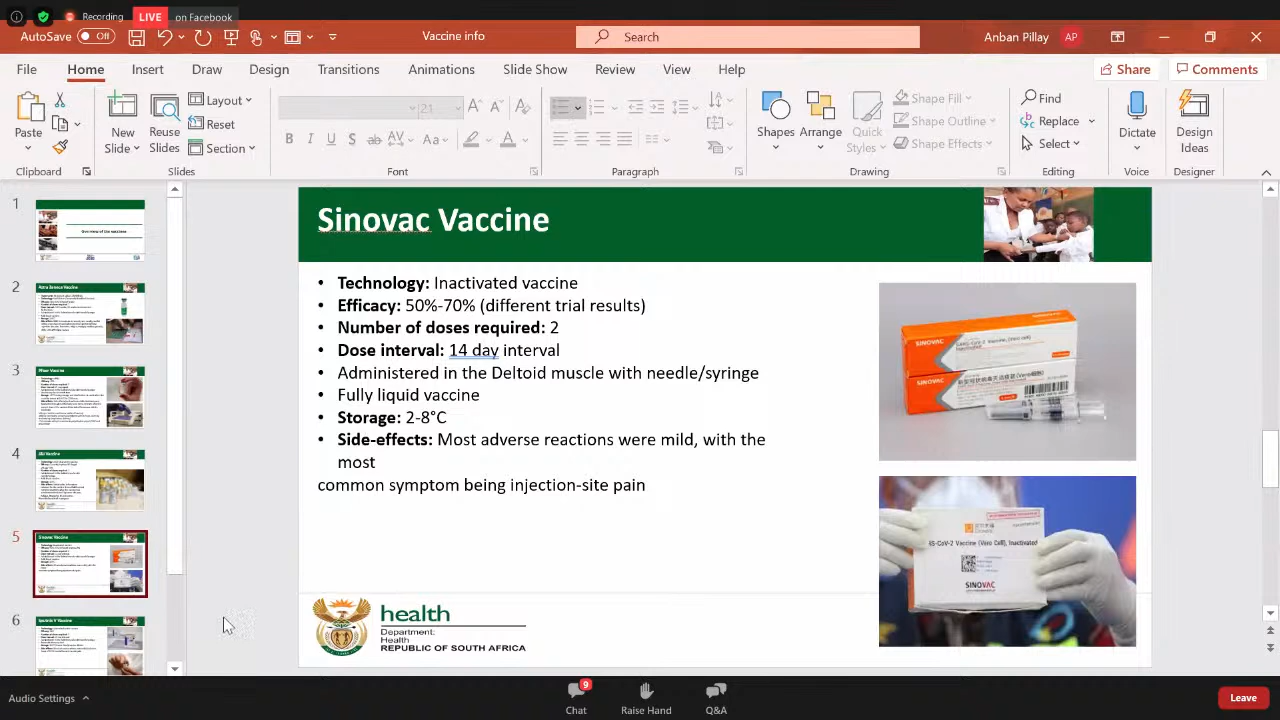 Recording LIVE on Facebook
AutoSave Off Vaccine info Search Anban Pillay AP
File Home Insert Draw Design Transitions Animations Slide Show Review View Help Share Comments
Paste
New Slide
Reuse Slides
Layout
Reset
Section
21
Shapes
Arrange
Quick Styles
Shape Fill
Shape Outline
Shape Effects
Find
Replace
Select
Dictate
Design Ideas
Clipboard Slides Font Paragraph Drawing Editing Voice Designer
1
2
3
4
5
6
Sinovac Vaccine
• Technology: Inactivated vaccine
• Efficacy: 50%-70% (different trial results)
• Number of doses required: 2
• Dose interval: 14 day interval
• Administered in the Deltoid muscle with needle/syringe
• Fully liquid vaccine
• Storage: 2-8°C
• Side-effects: Most adverse reactions were mild, with the
most
common symptom being injection-site pain
SINOVAC
SINOVAC
(Vero Cell), Inactivated
SINOVAC
health
Department:
Health
REPUBLIC OF SOUTH AFRICA
Audio Settings
9
Chat
Raise Hand
Q&A
Leave